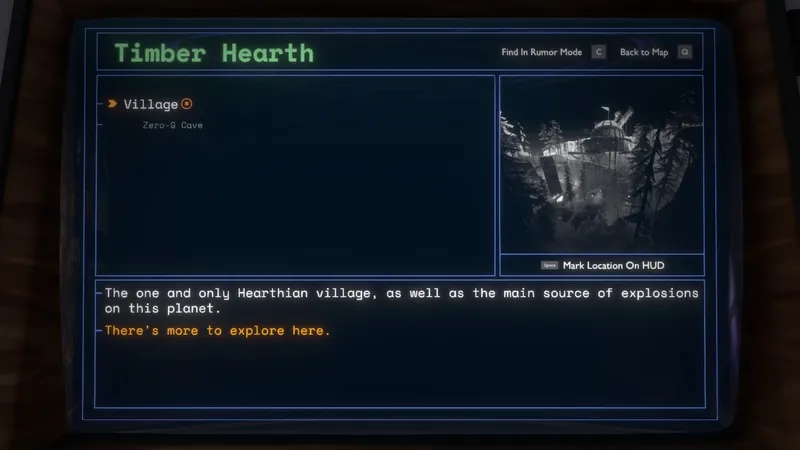 Timber Hearth
Find In Rumor Mode C Back to Map Q
Village
Zero-G Cave
Space Mark Location On HUD
The one and only Hearthian village, as well as the main source of explosions
on this planet.
There's more to explore here.